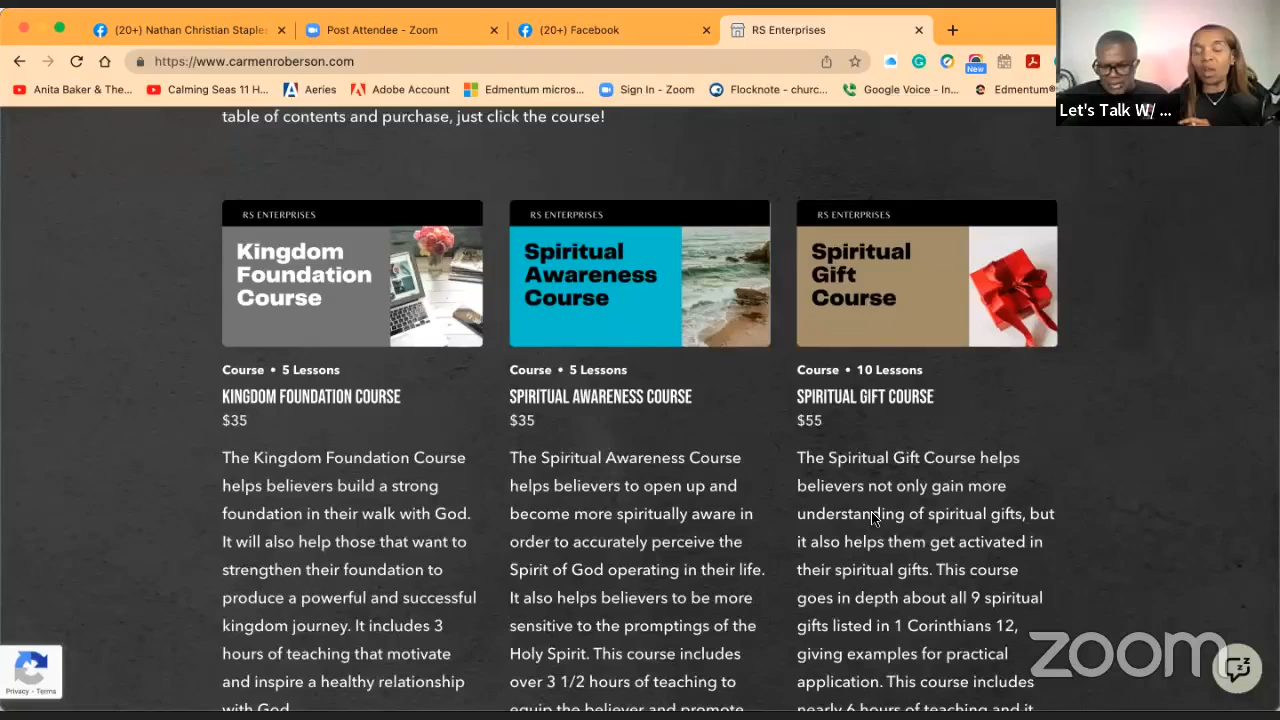 (20+) Nathan Christian Staple
Post Attendee - Zoom
(20+) Facebook
RS Enterprises
https://www.carmenroberson.com
New
Anita Baker & The...
Calming Seas 11 H...
Aeries
Adobe Account
Edmentum micros...
Sign In - Zoom
Flocknote - churc...
Google Voice - In...
Edmentum®
Let's Talk W/ ...
table of contents and purchase, just click the course!
RS ENTERPRISES
Kingdom
Foundation
Course
Course • 5 Lessons
KINGDOM FOUNDATION COURSE
$35
The Kingdom Foundation Course
helps believers build a strong
foundation in their walk with God.
It will also help those that want to
strengthen their foundation to
produce a powerful and successful
kingdom journey. It includes 3
hours of teaching that motivate
and inspire a healthy relationship
with God.
RS ENTERPRISES
Spiritual
Awareness
Course
Course • 5 Lessons
SPIRITUAL AWARENESS COURSE
$35
The Spiritual Awareness Course
helps believers to open up and
become more spiritually aware in
order to accurately perceive the
Spirit of God operating in their life.
It also helps believers to be more
sensitive to the promptings of the
Holy Spirit. This course includes
over 3 1/2 hours of teaching to
equip the believer and promote
RS ENTERPRISES
Spiritual
Gift
Course
Course • 10 Lessons
SPIRITUAL GIFT COURSE
$55
The Spiritual Gift Course helps
believers not only gain more
understanding of spiritual gifts, but
it also helps them get activated in
their spiritual gifts. This course
goes in depth about all 9 spiritual
gifts listed in 1 Corinthians 12,
giving examples for practical
application. This course includes
nearly 6 hours of teaching and it
Privacy - Terms
zoom